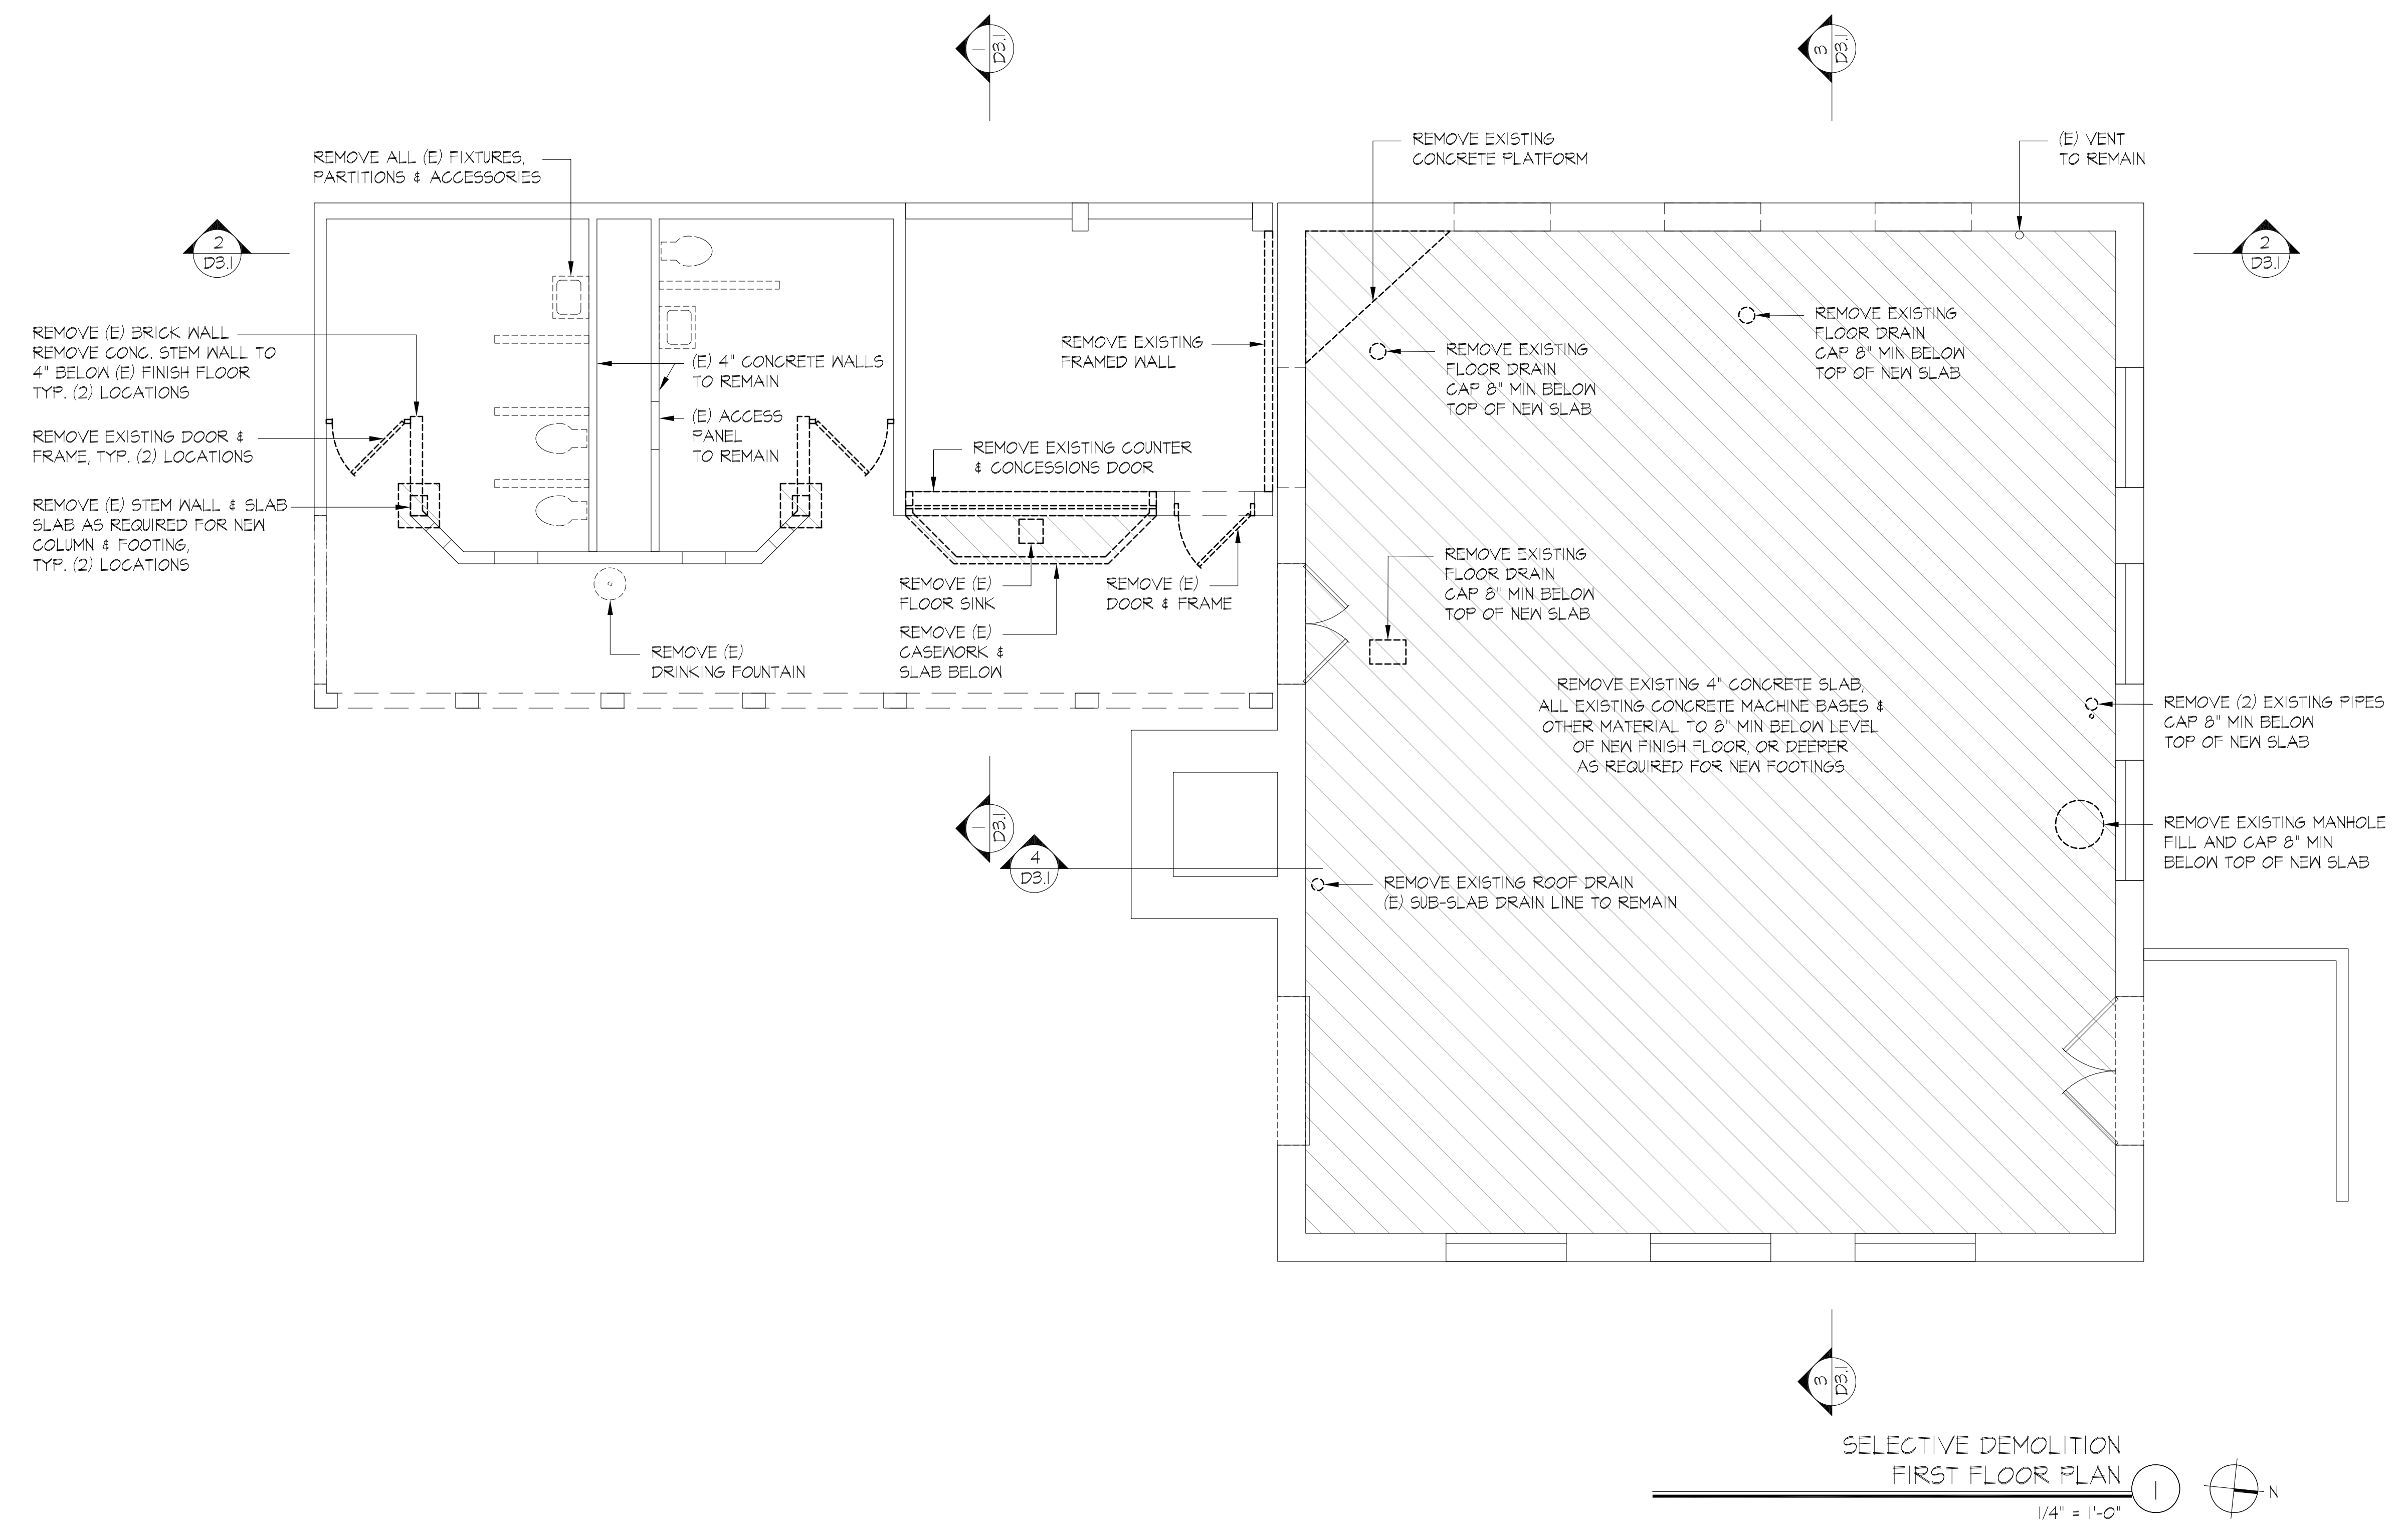 1
D3.1
3
D3.1
REMOVE ALL (E) FIXTURES,
PARTITIONS & ACCESSORIES
REMOVE EXISTING
CONCRETE PLATFORM
(E) VENT
TO REMAIN
2
D3.1
2
D3.1
REMOVE (E) BRICK WALL
REMOVE CONC. STEM WALL TO
4" BELOW (E) FINISH FLOOR
TYP. (2) LOCATIONS
(E) 4" CONCRETE WALLS
TO REMAIN
REMOVE EXISTING
FRAMED WALL
REMOVE EXISTING
FLOOR DRAIN
CAP 8" MIN BELOW
TOP OF NEW SLAB
REMOVE EXISTING
FLOOR DRAIN
CAP 8" MIN BELOW
TOP OF NEW SLAB
REMOVE EXISTING DOOR &
FRAME, TYP. (2) LOCATIONS
(E) ACCESS
PANEL
TO REMAIN
REMOVE EXISTING COUNTER
& CONCESSIONS DOOR
REMOVE (E) STEM WALL & SLAB
SLAB AS REQUIRED FOR NEW
COLUMN & FOOTING,
TYP. (2) LOCATIONS
REMOVE (E)
FLOOR SINK
REMOVE (E)
DOOR & FRAME
REMOVE EXISTING
FLOOR DRAIN
CAP 8" MIN BELOW
TOP OF NEW SLAB
REMOVE (E)
DRINKING FOUNTAIN
REMOVE (E)
CASEWORK &
SLAB BELOW
REMOVE EXISTING 4" CONCRETE SLAB,
ALL EXISTING CONCRETE MACHINE BASES &
OTHER MATERIAL TO 8" MIN BELOW LEVEL
OF NEW FINISH FLOOR, OR DEEPER
AS REQUIRED FOR NEW FOOTINGS
REMOVE (2) EXISTING PIPES
CAP 8" MIN BELOW
TOP OF NEW SLAB
1
D3.1
4
D3.1
REMOVE EXISTING MANHOLE
FILL AND CAP 8" MIN
BELOW TOP OF NEW SLAB
REMOVE EXISTING ROOF DRAIN
(E) SUB-SLAB DRAIN LINE TO REMAIN
3
D3.1
SELECTIVE DEMOLITION
FIRST FLOOR PLAN
1
N
1/4" = 1'-0"